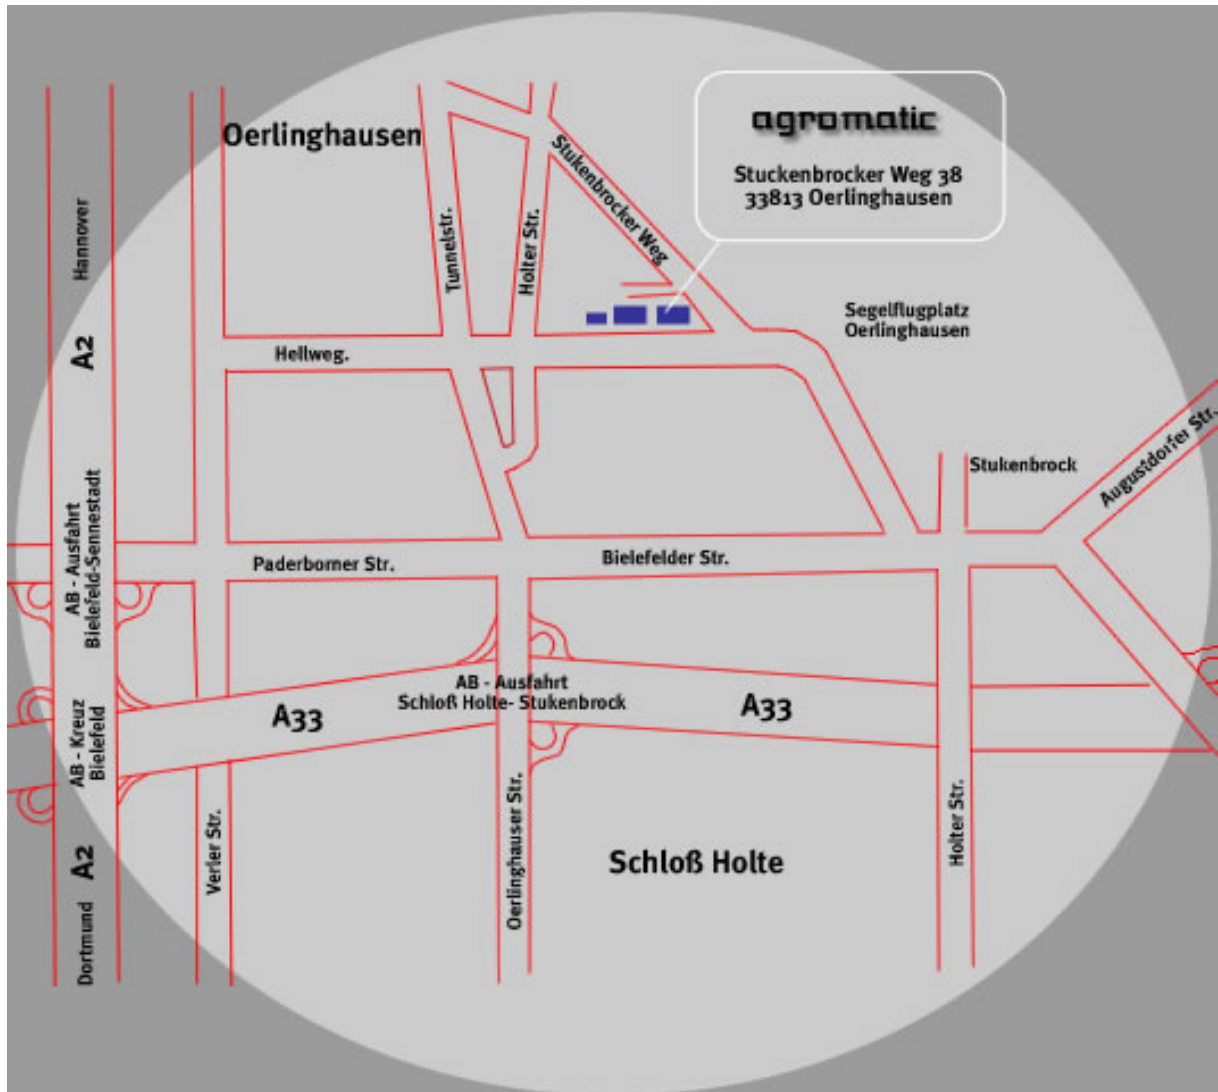 agromatic
Stuckenbrocker Weg 38
33813 Oerlinghausen
Oerlinghausen
Hannover
A2
Tunnelstr.
Holter Str.
Stukenbrocker Weg
Segelflugplatz
Oerlinghausen
Hellweg.
Stukenbrock
Augustdorfer Str.
AB - Ausfahrt
Bielefeld-Sennestadt
Paderborner Str.
Bielefelder Str.
AB - Ausfahrt
Schloß Holte- Stukenbrock
A33
A33
AB - Kreuz
Bielefeld
Verler Str.
Oerlinghauser Str.
Holter Str.
Schloß Holte
A2
Dortmund